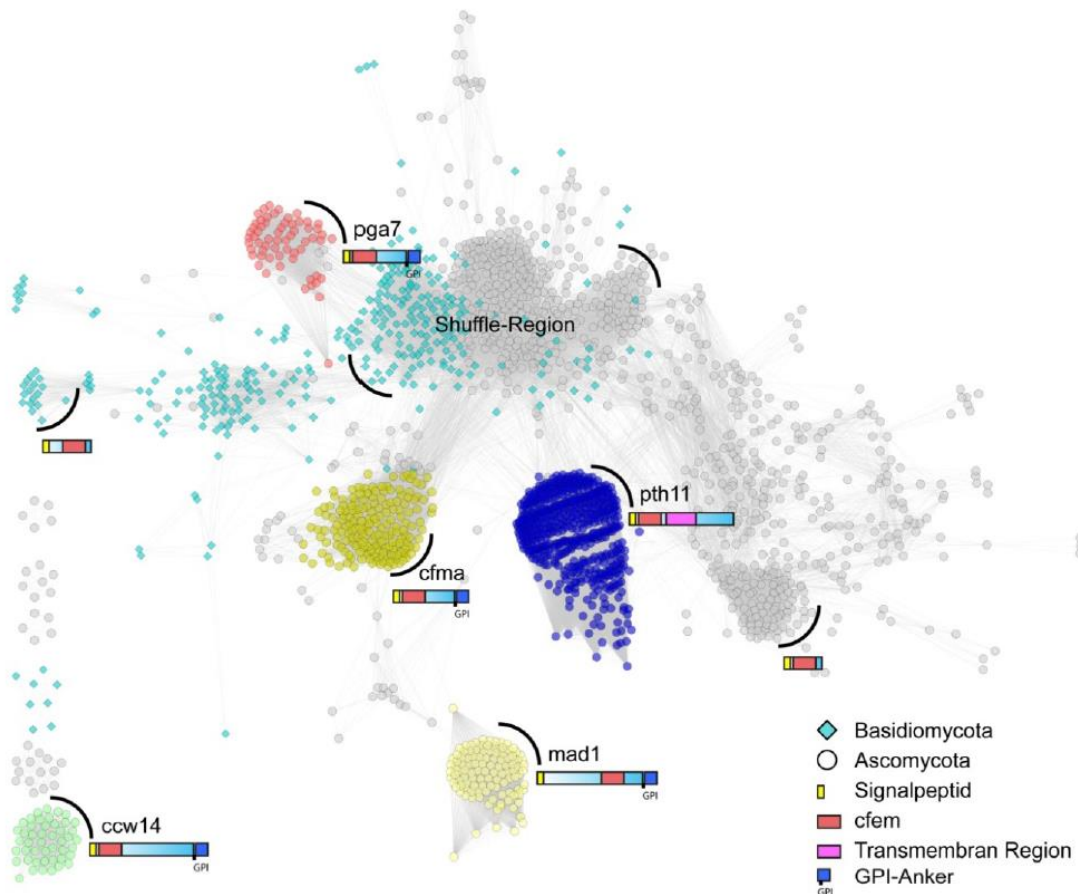 pga7
GPI
Shuffle-Region
pth11
cfma
GPI
mad1
GPI
ccw14
GPI
Basidiomycota
Ascomycota
Signalpeptid
cfem
Transmembran Region
GPI-Anker
GPI